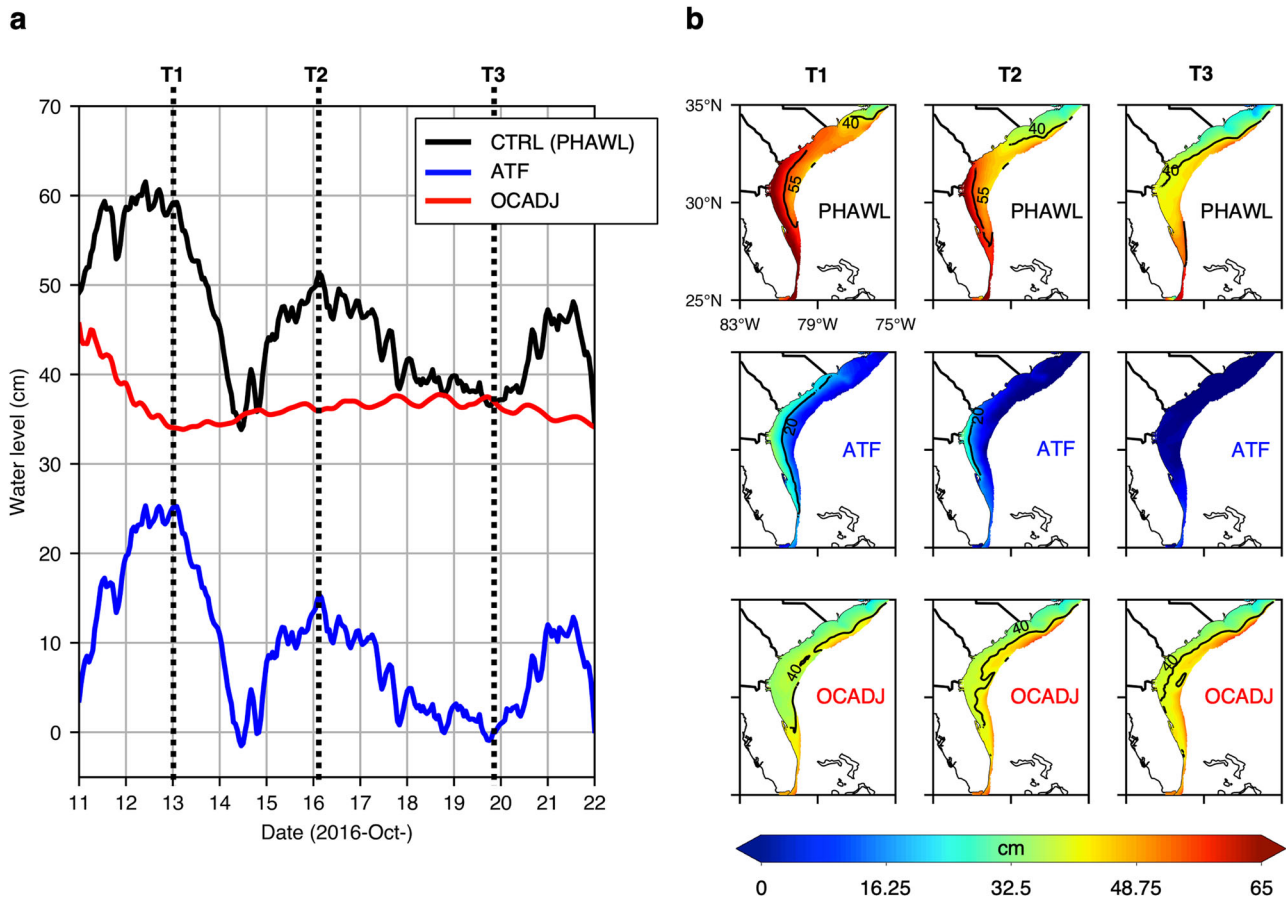 a
b
T1 T2 T3
CTRL (PHAWL)
ATF
OCADJ
70
60
50
40
30
20
10
0
Water level (cm)
11 12 13 14 15 16 17 18 19 20 21 22
Date (2016-Oct-)
T1 T2 T3
35°N
30°N
25°N
83°W 79°W 75°W
40
55
PHAWL
40
55
PHAWL
40
PHAWL
20
ATF
20
ATF
ATF
40
OCADJ
40
OCADJ
40
OCADJ
cm
0 16.25 32.5 48.75 65